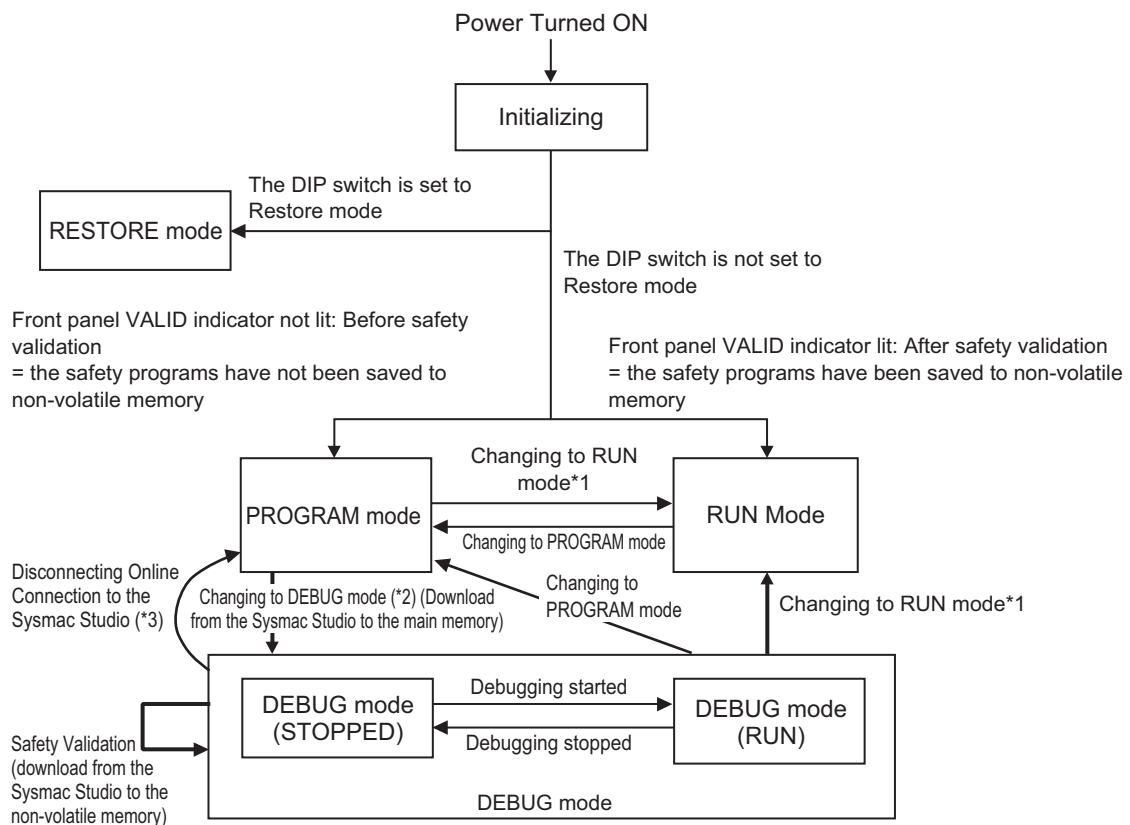 Power Turned ON
Initializing
The DIP switch is set to
Restore mode
RESTORE mode
The DIP switch is not set to
Restore mode
Front panel VALID indicator not lit: Before safety
validation
= the safety programs have not been saved to
non-volatile memory
Front panel VALID indicator lit: After safety validation
= the safety programs have been saved to non-volatile
memory
Changing to RUN
mode*1
PROGRAM mode
RUN Mode
Changing to PROGRAM mode
Disconnecting Online
Connection to the
Sysmac Studio (*3)
Changing to DEBUG mode (*2) (Download
from the Sysmac Studio to the main memory)
Changing to
PROGRAM mode
Changing to RUN mode*1
DEBUG mode
(STOPPED)
Debugging started
Debugging stopped
DEBUG mode
(RUN)
Safety Validation
(download from the
Sysmac Studio to the
non-volatile memory)
DEBUG mode